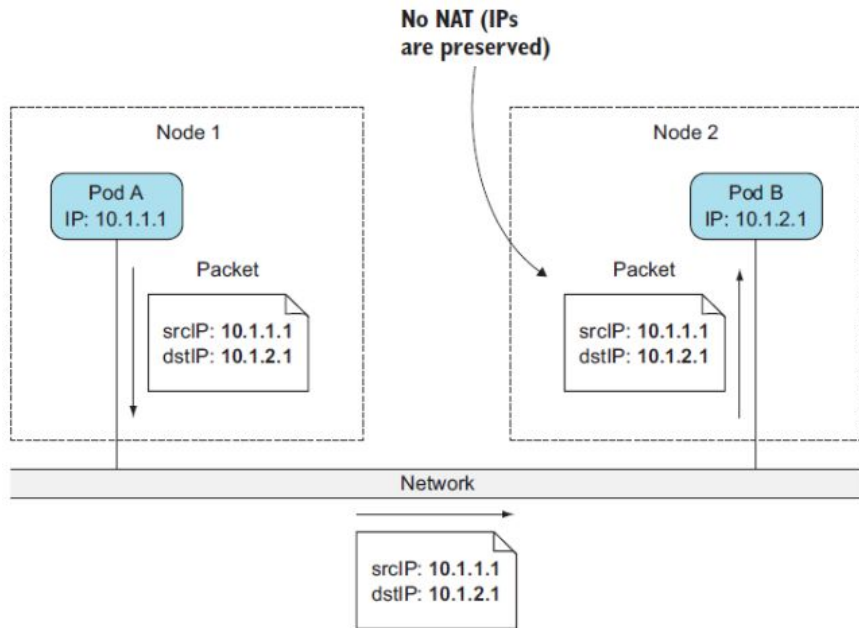 No NAT (IPs
are preserved)
Node 1
Node 2
Pod A
IP: 10.1.1.1
Pod B
IP: 10.1.2.1
Packet
srcIP: 10.1.1.1
dstIP: 10.1.2.1
Packet
srcIP: 10.1.1.1
dstIP: 10.1.2.1
Network
srcIP: 10.1.1.1
dstIP: 10.1.2.1